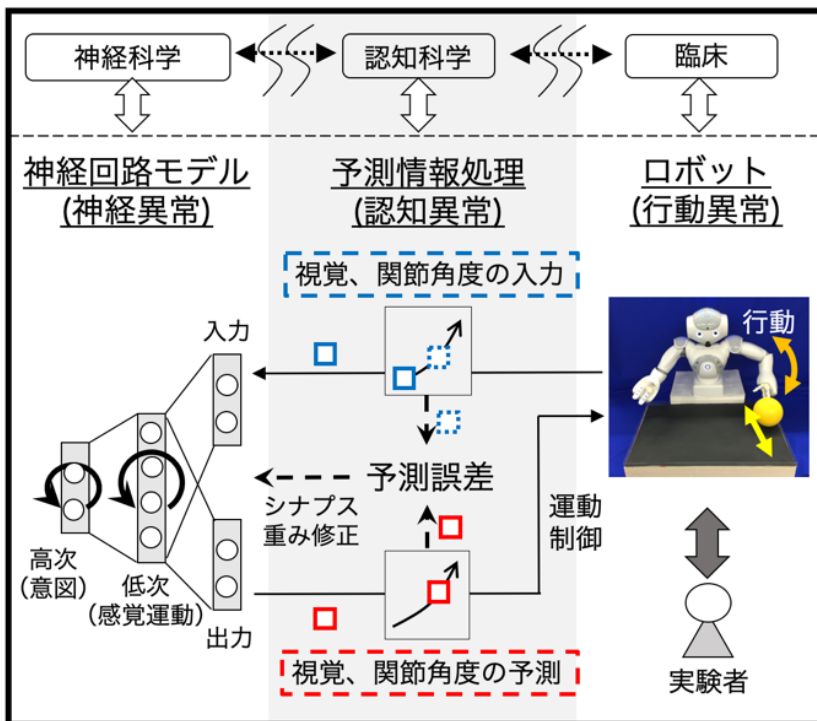 神経科学
認知科学
臨床
神経回路モデル
(神経異常)
予測情報処理
(認知異常)
ロボット
(行動異常)
視覚、関節角度の入力
入力
行動
予測誤差
シナプス
重み修正
運動
制御
高次
(意図)
低次
(感覚運動)
出力
視覚、関節角度の予測
実験者